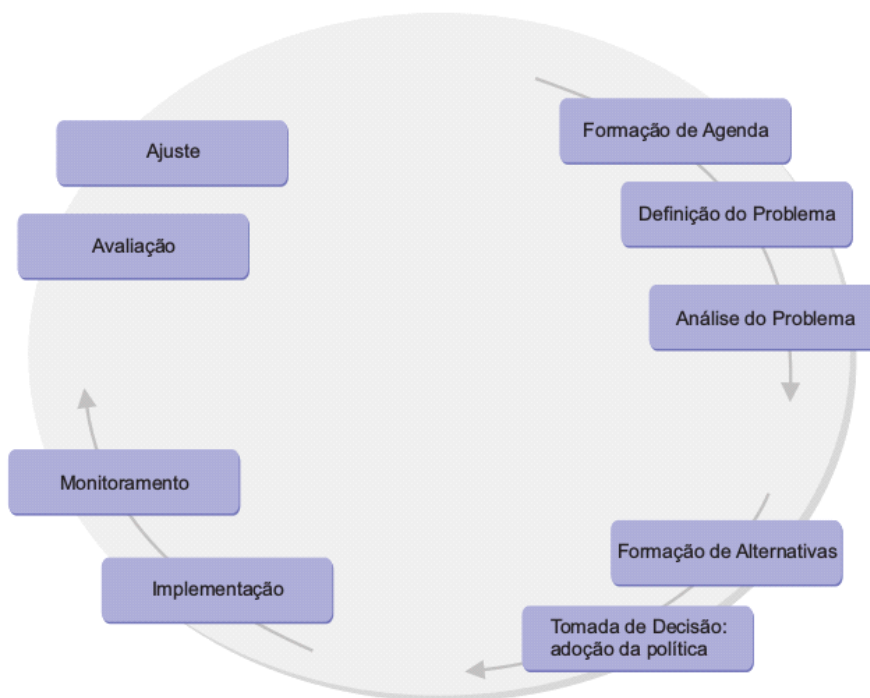 Formação de Agenda
Definição do Problema
Análise do Problema
Formação de Alternativas
Tomada de Decisão:
adoção da política
Implementação
Monitoramento
Avaliação
Ajuste